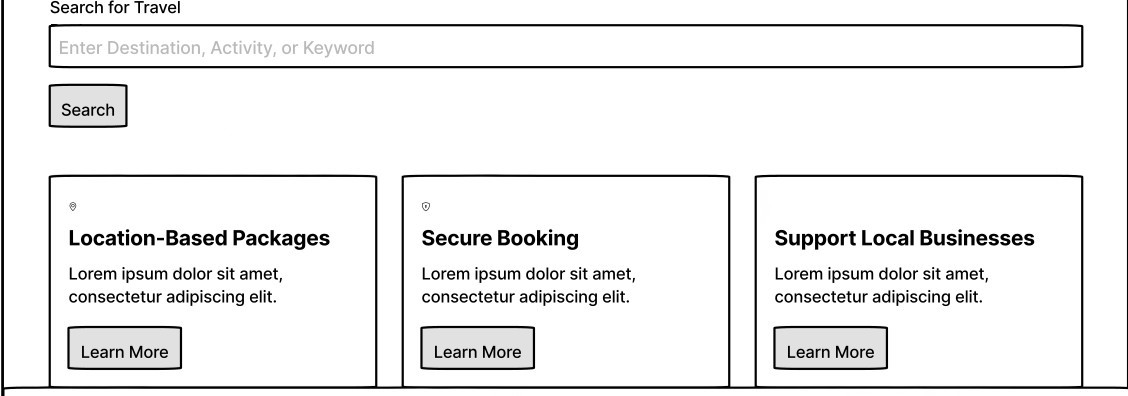 Search for Travel
Enter Destination, Activity, or Keyword
Search
Location-Based Packages
Lorem ipsum dolor sit amet,
consectetur adipiscing elit.
Learn More
Secure Booking
Lorem ipsum dolor sit amet,
consectetur adipiscing elit.
Learn More
Support Local Businesses
Lorem ipsum dolor sit amet,
consectetur adipiscing elit.
Learn More